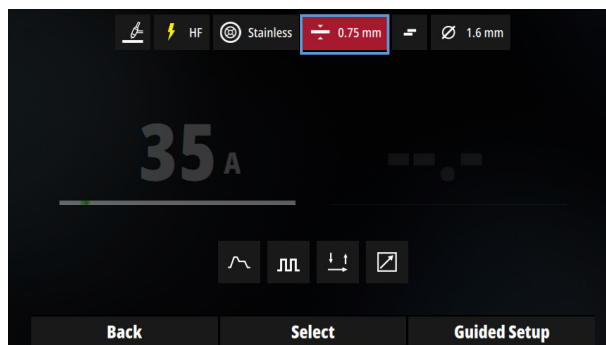 HF Stainless 0.75 mm 1.6 mm
35 A --.-
Back Select Guided Setup